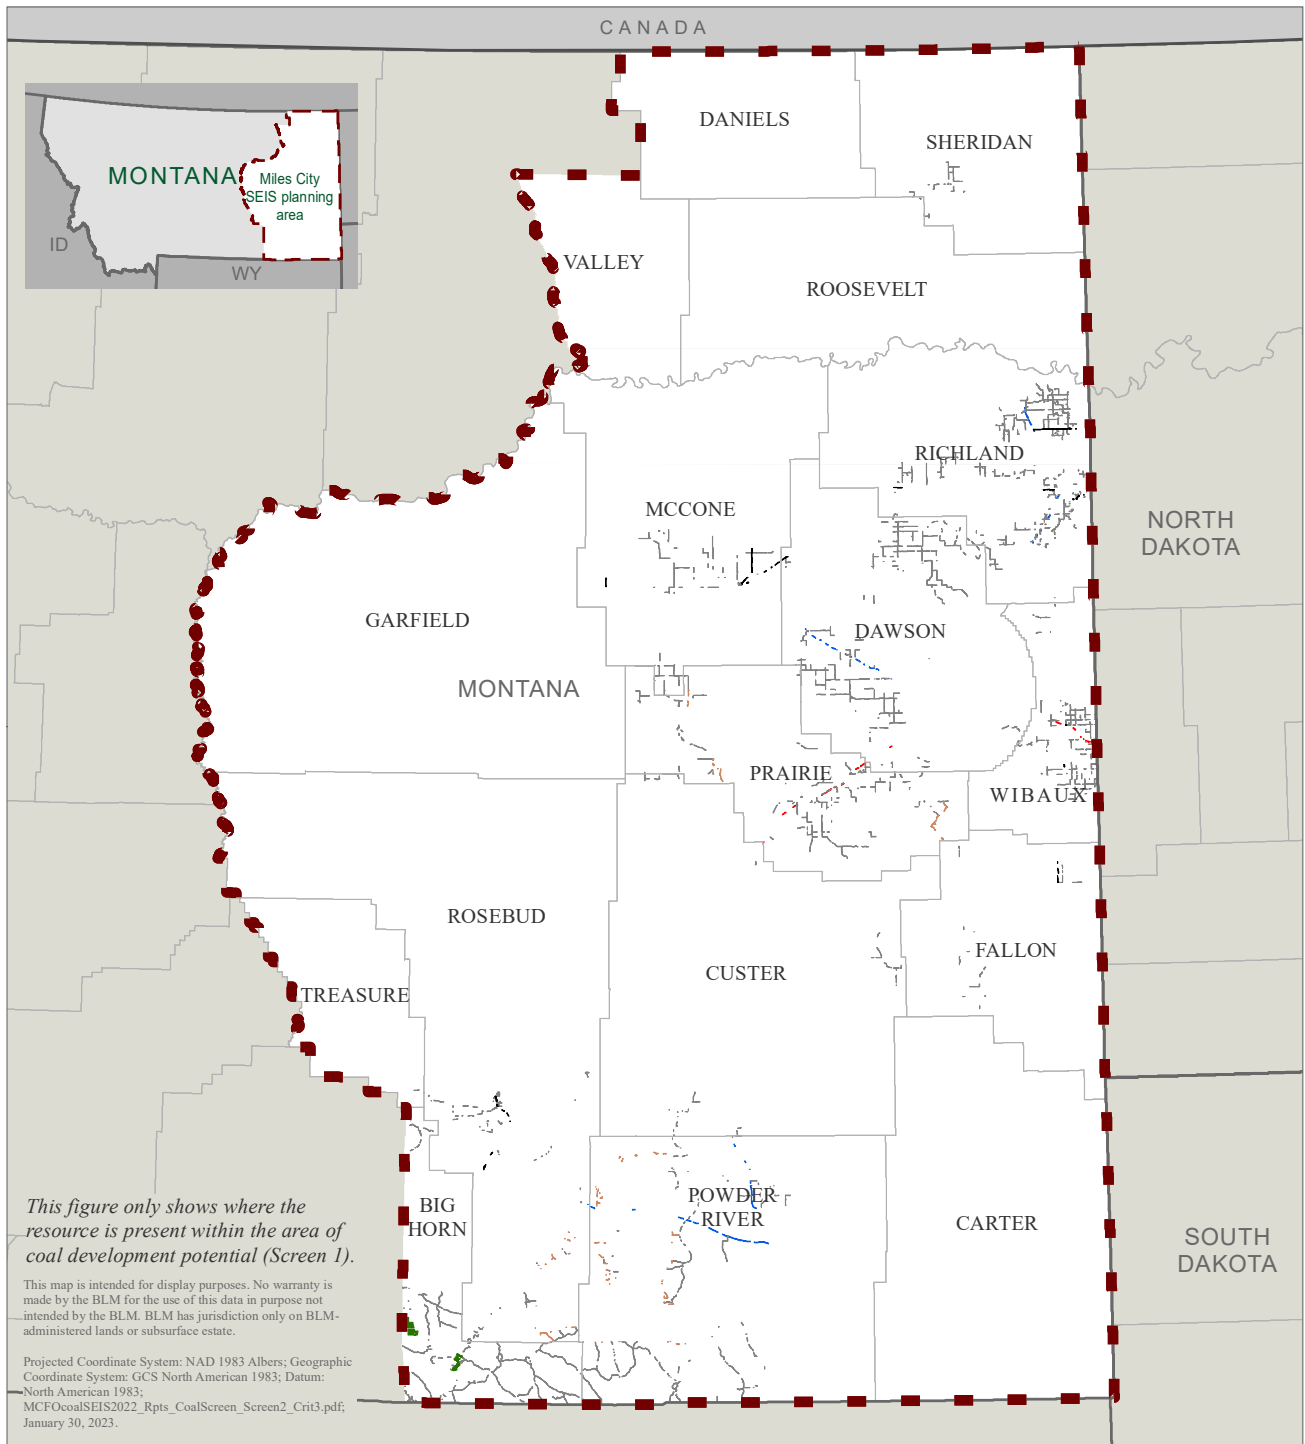 CANADA
DANIELS
SHERIDAN
MONTANA
Miles City
SEIS planning
area
ID
WY
VALLEY
ROOSEVELT
RICHLAND
MCCONE
NORTH
DAKOTA
GARFIELD
DAWSON
MONTANA
PRAIRIE
WIBAUX
ROSEBUD
FALLON
CUSTER
TREASURE
BIG
HORN
POWDER
RIVER
CARTER
SOUTH
DAKOTA
This figure only shows where the
resource is present within the area of
coal development potential (Screen 1).
This map is intended for display purposes. No warranty is
made by the BLM for the use of this data in purpose not
intended by the BLM. BLM has jurisdiction only on BLM-
administered lands or subsurface estate.
Projected Coordinate System: NAD 1983 Albers; Geographic
Coordinate System: GCS North American 1983; Datum:
North American 1983;
MCFOcoalSEIS2022_Rpts_CoalScreen_Screen2_Crit3.pdf;
January 30, 2023.